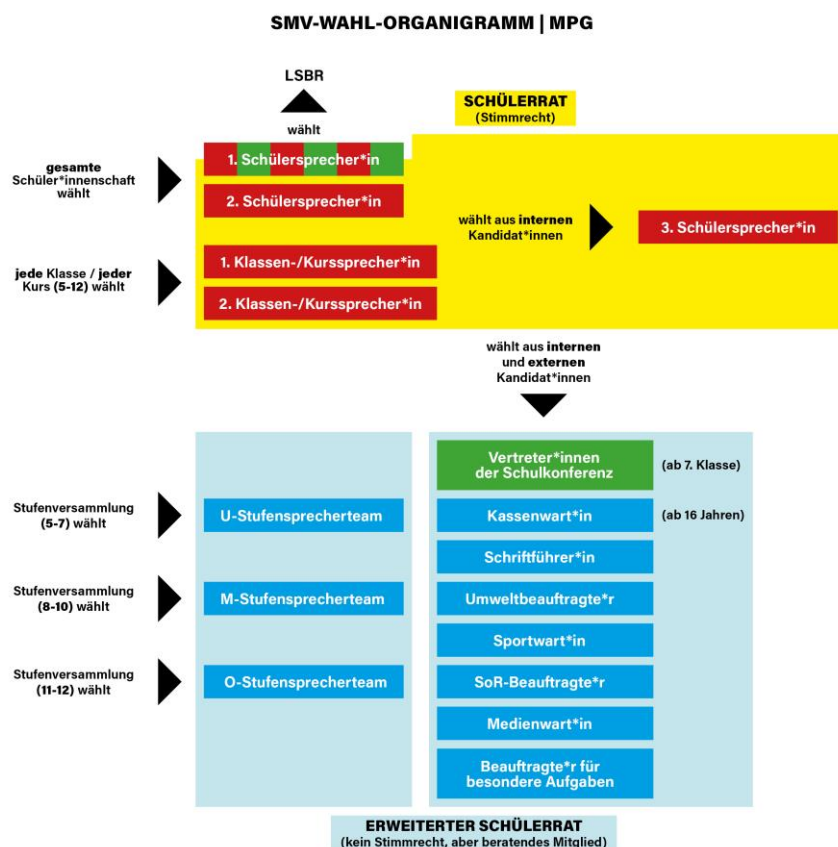 SMV-WAHL-ORGANIGRAMM | MPG
LSBR
wählt
SCHÜLERRAT
(Stimmrecht)
gesamte
Schüler*innenschaft
wählt
1. Schülersprecher*in
2. Schülersprecher*in
wählt aus internen
Kandidat*innen
3. Schülersprecher*in
jede Klasse / jeder
Kurs (5-12) wählt
1. Klassen-/Kurssprecher*in
2. Klassen-/Kurssprecher*in
wählt aus internen
und externen
Kandidat*innen
Vertreter*innen
der Schulkonferenz
(ab 7. Klasse)
Stufenversammlung
(5-7) wählt
U-Stufensprecherteam
Kassenwart*in
(ab 16 Jahren)
Schriftführer*in
Stufenversammlung
(8-10) wählt
M-Stufensprecherteam
Umweltbeauftragte*r
Sportwart*in
Stufenversammlung
(11-12) wählt
O-Stufensprecherteam
SoR-Beauftragte*r
Medienwart*in
Beauftragte*r für
besondere Aufgaben
ERWEITERTER SCHÜLERRAT
(kein Stimmrecht, aber beratendes Mitglied)